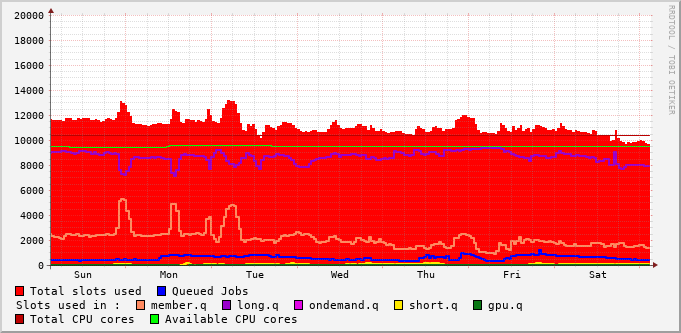 RRDTOOL / TOBI OETIKER
20000
18000
16000
14000
12000
10000
8000
6000
4000
2000
0
Sun Mon Tue Wed Thu Fri Sat
Total slots used Queued Jobs
Slots used in : member.q long.q ondemand.q short.q gpu.q
Total CPU cores Available CPU cores